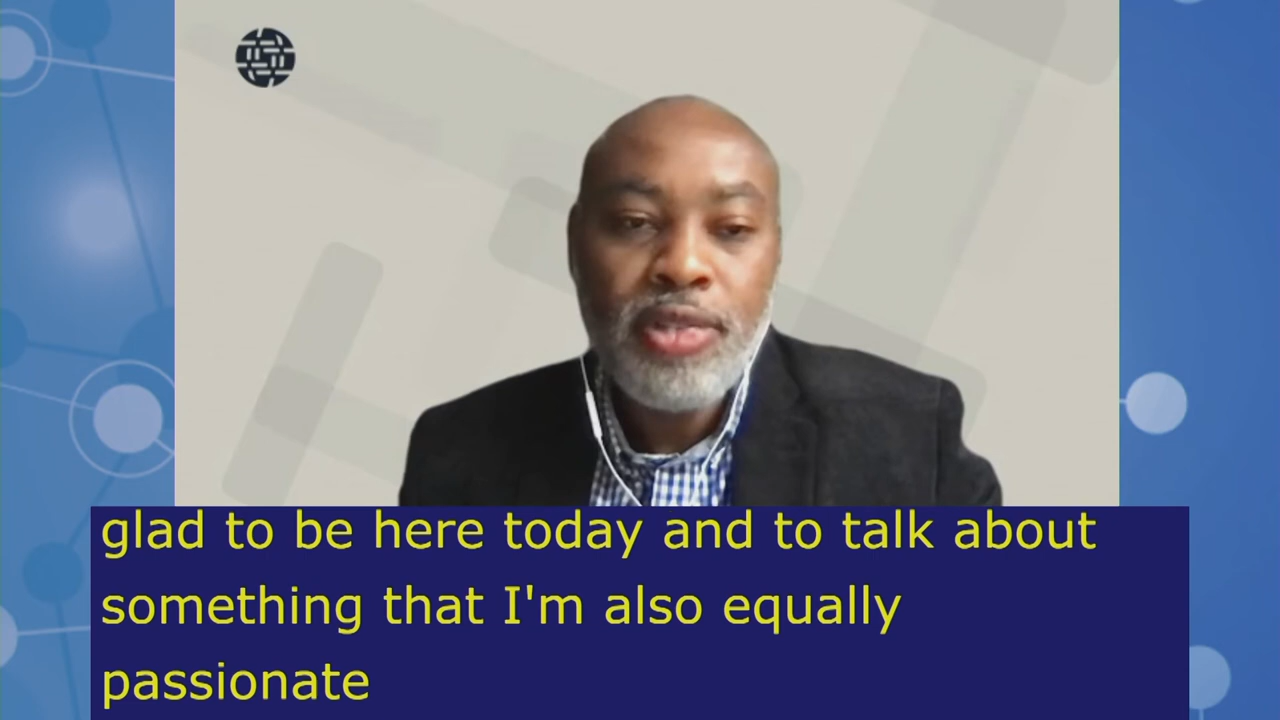 glad to be here today and to talk about
something that I'm also equally
passionate